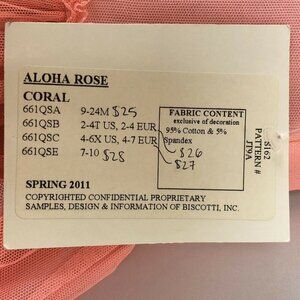 ALOHA ROSE
CORAL
661QSA 9-24M $25
661QSB 2-4T US, 2-4 EUR
661QSC 4-6X US, 4-7 EUR
661QSE 7-10 $28
FABRIC CONTENT
exclusive of decoration
95% Cotton & 5%
Spandex
$26
$27
S162
PATTERN #
JIVA
SPRING 2011
COPYRIGHTED CONFIDENTIAL PROPRIETARY
SAMPLES, DESIGN & INFORMATION OF BISCOTTI, INC.